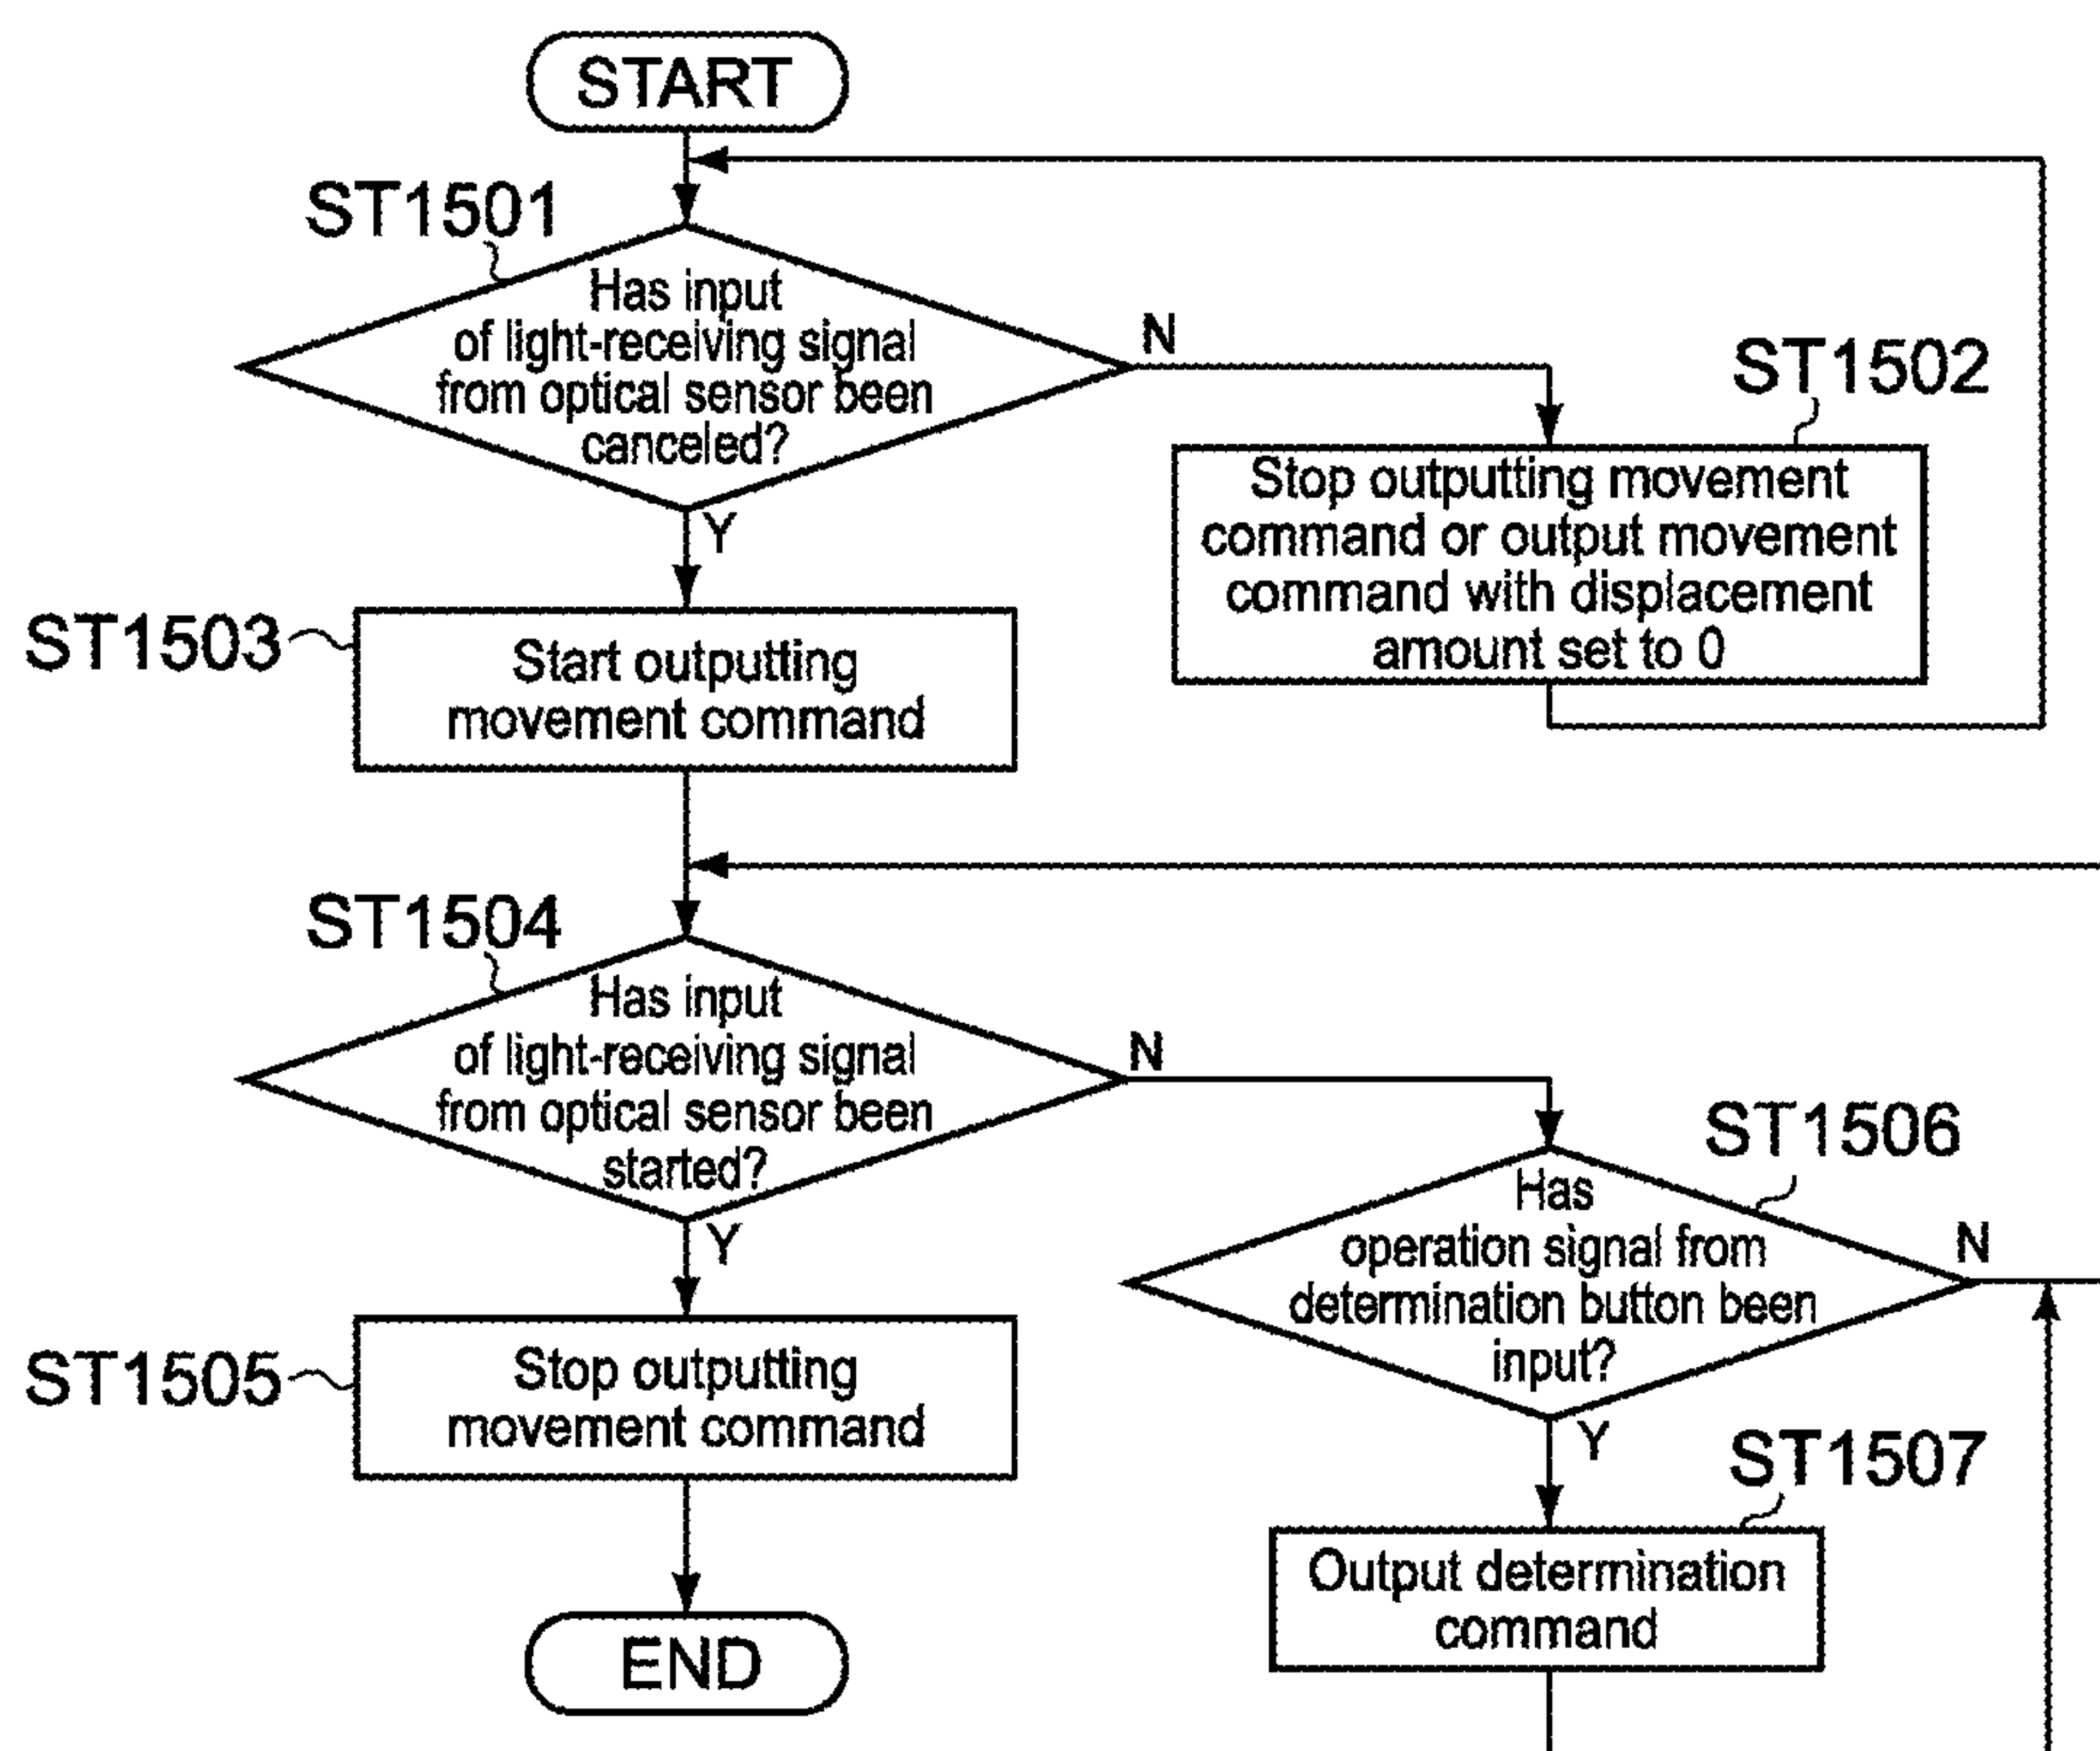 START
ST1501
Has input
of light-receiving signal
from optical sensor been
canceled?
N
Y
ST1502
Stop outputting movement
command or output movement
command with displacement
amount set to 0
ST1503
Start outputting
movement command
ST1504
Has input
of light-receiving signal
from optical sensor been
started?
N
Y
ST1505
Stop outputting
movement command
END
ST1506
Has
operation signal from
determination button been
input?
N
Y
ST1507
Output determination
command